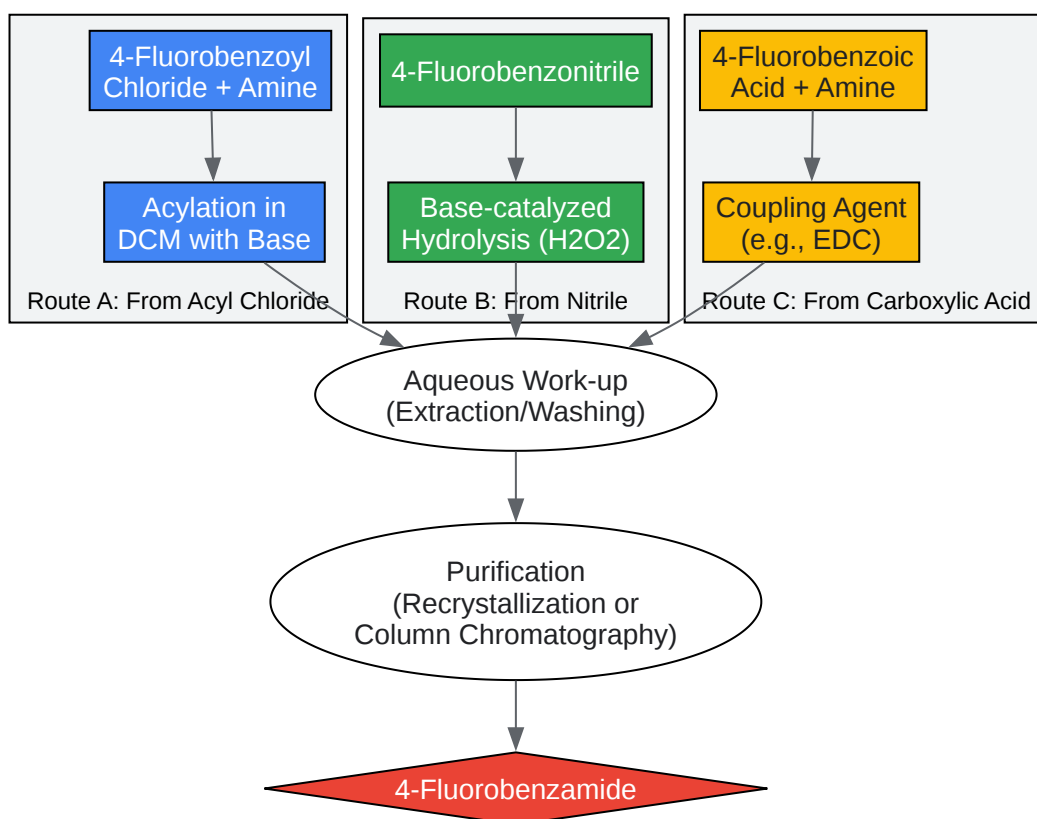 4-Fluorobenzoyl
Chloride + Amine
4-Fluorobenzonitrile
4-Fluorobenzoic
Acid + Amine
Acylation in
DCM with Base
Base-catalyzed
Hydrolysis (H2O2)
Coupling Agent
(e.g., EDC)
Route A: From Acyl Chloride
Route B: From Nitrile
Route C: From Carboxylic Acid
Aqueous Work-up
(Extraction/Washing)
Purification
(Recrystallization or
Column Chromatography)
4-Fluorobenzamide